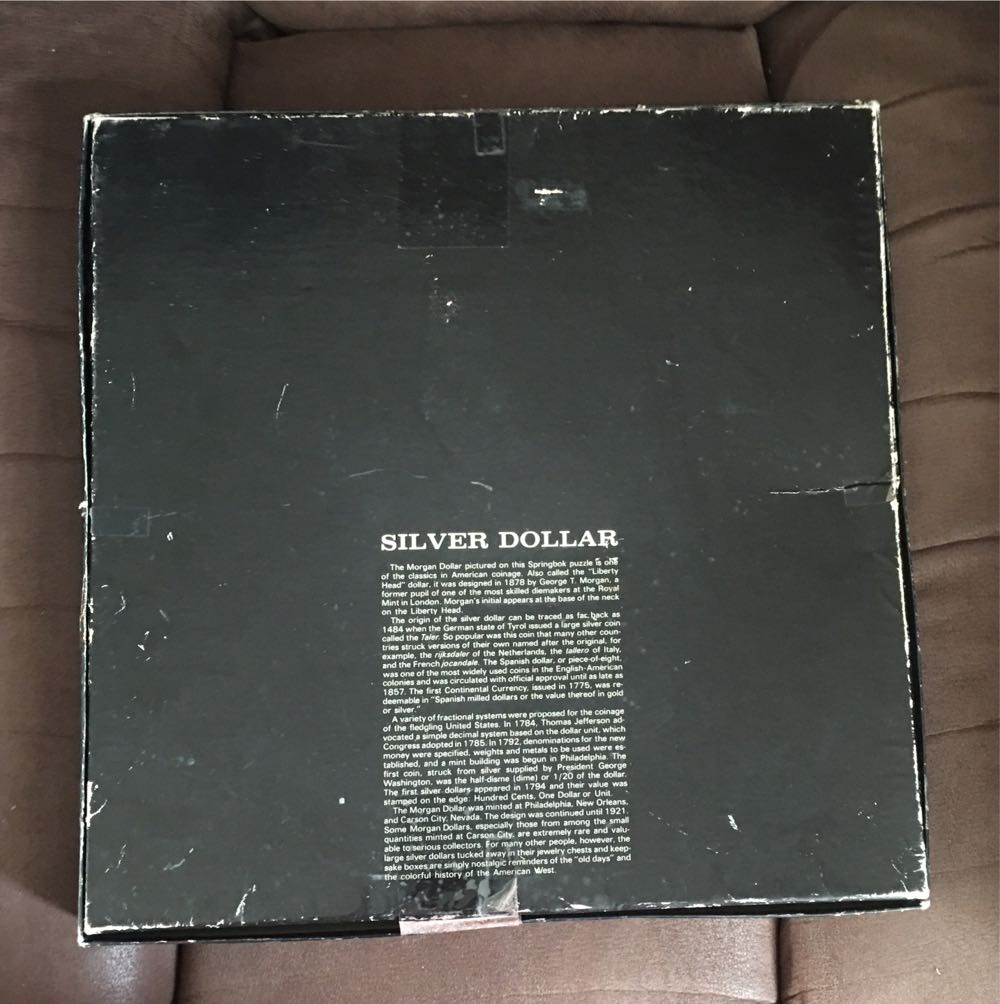 SILVER DOLLAR
The Morgan Dollar pictured on this Springbok puzzle is one
of the classics in American coinage. Also called the "Liberty
Head" dollar, it was designed in 1878 by George T. Morgan, a
former pupil of one of the most skilled diemakers at the Royal
Mint in London. Morgan's initial appears at the base of the neck
on the Liberty Head.
The origin of the silver dollar can be traced as far back as
1484 when the German state of Tyrol issued a large silver coin
called the Taler. So popular was this coin that many other coun-
tries struck versions of their own named after the original, for
example, the rijksdaler of the Netherlands, the tallero of Italy,
and the French jocandale. The Spanish dollar, or piece-of-eight,
was one of the most widely used coins in the English-American
colonies and was circulated with official approval until as late as
1857. The first Continental Currency, issued in 1775, was re-
deemable in "Spanish milled dollars or the value thereof in gold
or silver."
A variety of fractional systems were proposed for the coinage
of the fledgling United States. In 1784, Thomas Jefferson ad-
vocated a simple decimal system based on the dollar unit, which
Congress adopted in 1785. In 1792, denominations for the new
money were specified, weights and metals to be used were es-
tablished, and a mint building was begun in Philadelphia. The
first coin, struck from silver supplied by President George
Washington, was the half-disme (dime) or 1/20 of the dollar.
The first silver dollars appeared in 1794 and their value was
stamped on the edge: Hundred Cents, One Dollar or Unit.
The Morgan Dollar was minted at Philadelphia, New Orleans,
and Carson City, Nevada. The design was continued until 1921.
Some Morgan Dollars, especially those from among the small
quantities minted at Carson City, are extremely rare and valu-
able to serious collectors. For many other people, however, the
large silver dollars tucked away in their jewelry chests and keep-
sake boxes are simply nostalgic reminders of the "old days" and
the colorful history of the American West.